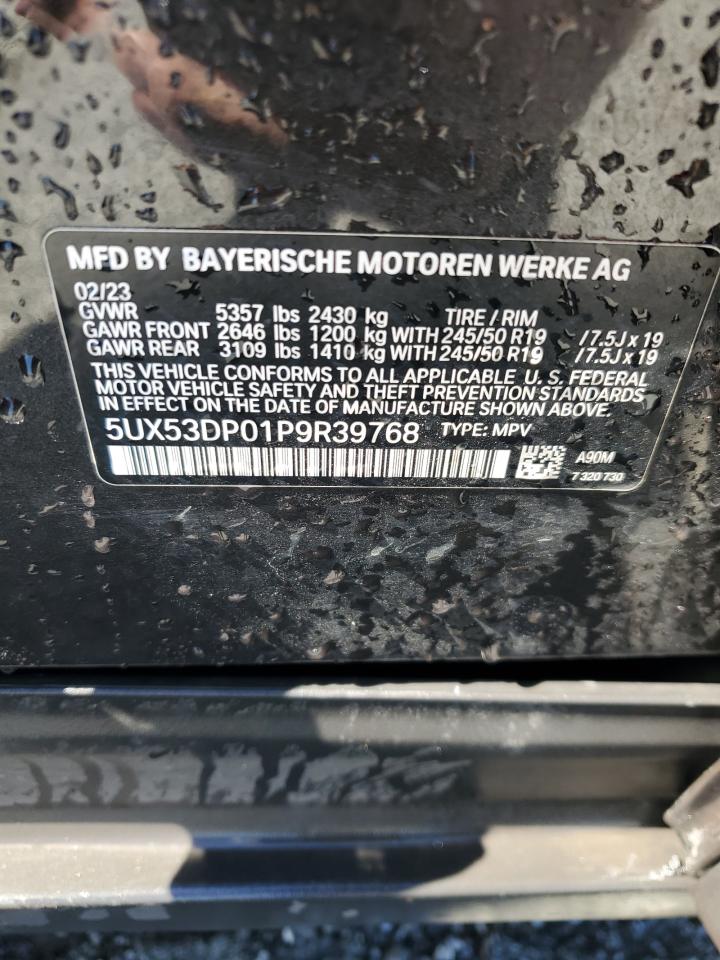 MFD BY BAYERISCHE MOTOREN WERKE AG
02/23
GVWR 5357 lbs 2430 kg TIRE / RIM
GAWR FRONT 2646 lbs 1200 kg WITH 245/50 R19 / 7.5J x 19
GAWR REAR 3109 lbs 1410 kg WITH 245/50 R19 / 7.5J x 19
THIS VEHICLE CONFORMS TO ALL APPLICABLE U. S. FEDERAL
MOTOR VEHICLE SAFETY AND THEFT PREVENTION STANDARDS
IN EFFECT ON THE DATE OF MANUFACTURE SHOWN ABOVE.
5UX53DP01P9R39768 TYPE: MPV
A90M
7 320 730